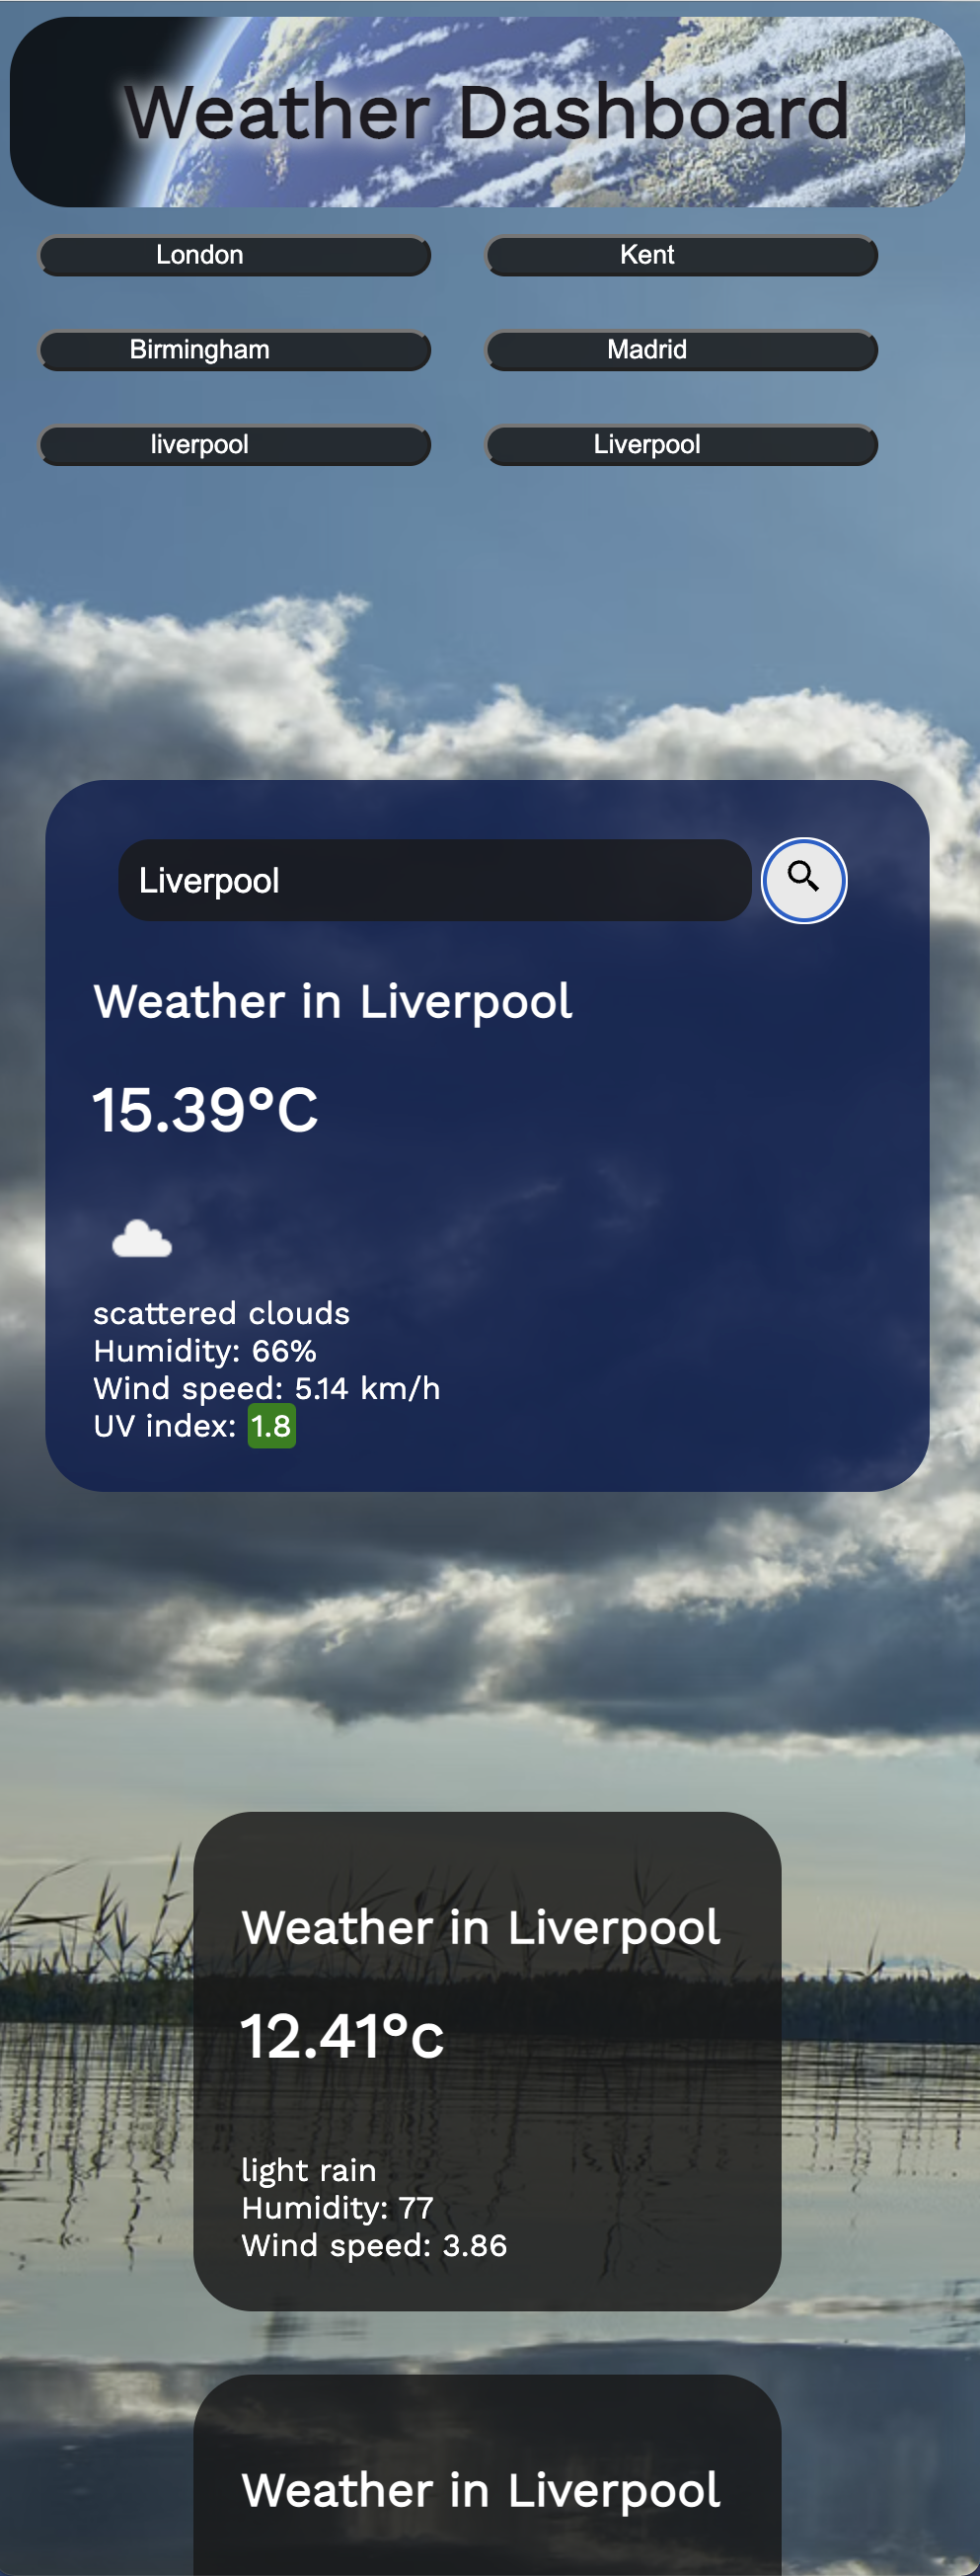 Weather Dashboard
London
Kent
Birmingham
Madrid
liverpool
Liverpool
Liverpool
Weather in Liverpool
15.39°C
scattered clouds
Humidity: 66%
Wind speed: 5.14 km/h
UV index: 1.8
Weather in Liverpool
12.41°c
light rain
Humidity: 77
Wind speed: 3.86
Weather in Liverpool